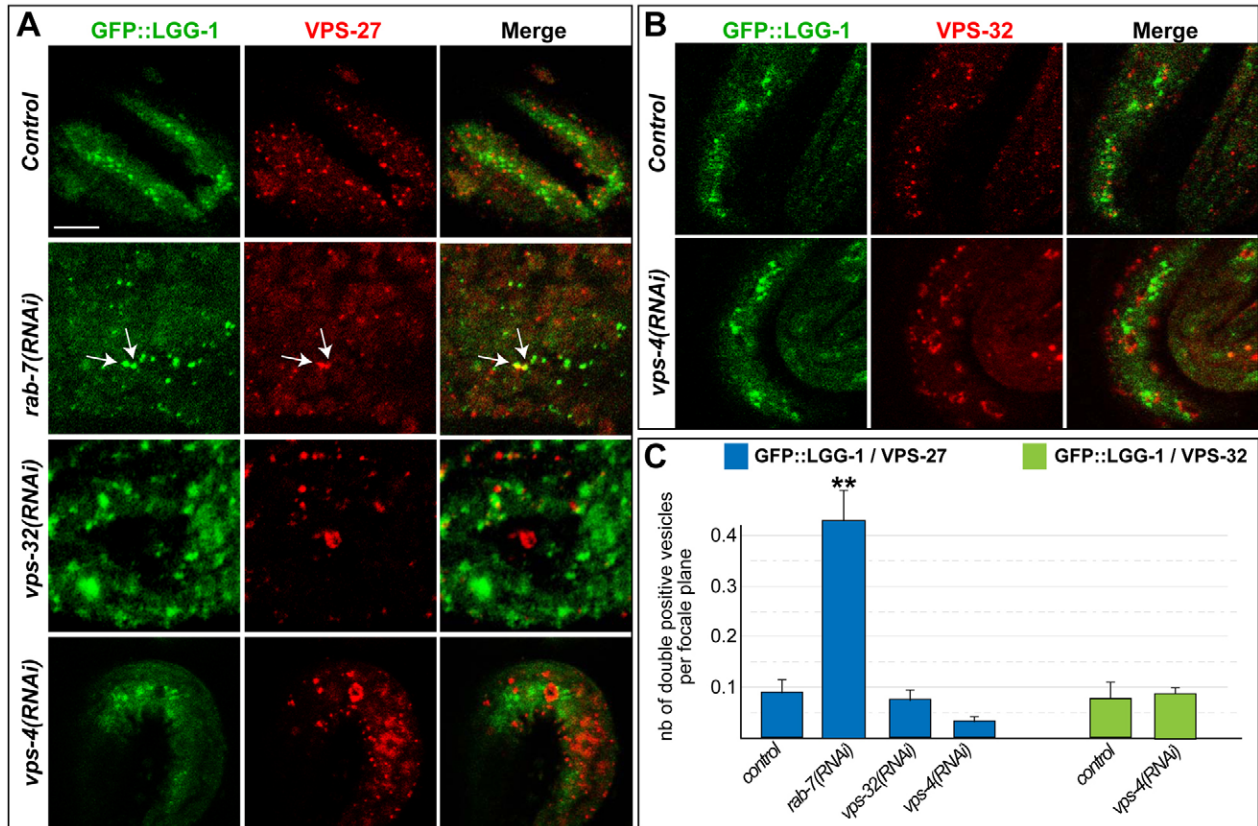 A
GFP::LGG-1 VPS-27 Merge
Control
rab-7(RNAi)
vps-32(RNAi)
vps-4(RNAi)
B
GFP::LGG-1 VPS-32 Merge
Control
vps-4(RNAi)
C
GFP::LGG-1 / VPS-27 GFP::LGG-1 / VPS-32
nb of double positive vesicles
per focale plane
0.4
0.3
0.2
0.1
**
control
rab-7(RNAi)
vps-32(RNAi)
vps-4(RNAi)
control
vps-4(RNAi)